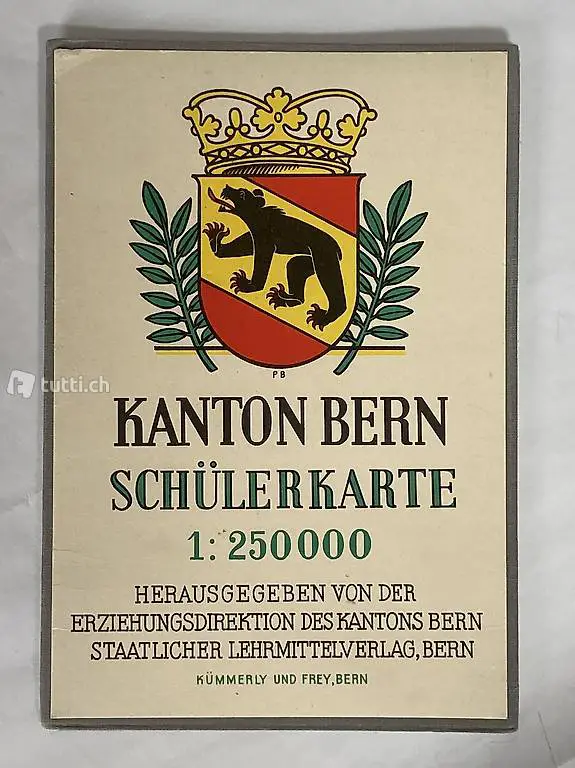 PB
tutti.ch
KANTON BERN
SCHÜLERKARTE
1:250000
HERAUSGEGEBEN VON DER
ERZIEHUNGSDIREKTION DES KANTONS BERN
STAATLICHER LEHRMITTELVERLAG, BERN
KÜMMERLY UND FREY, BERN